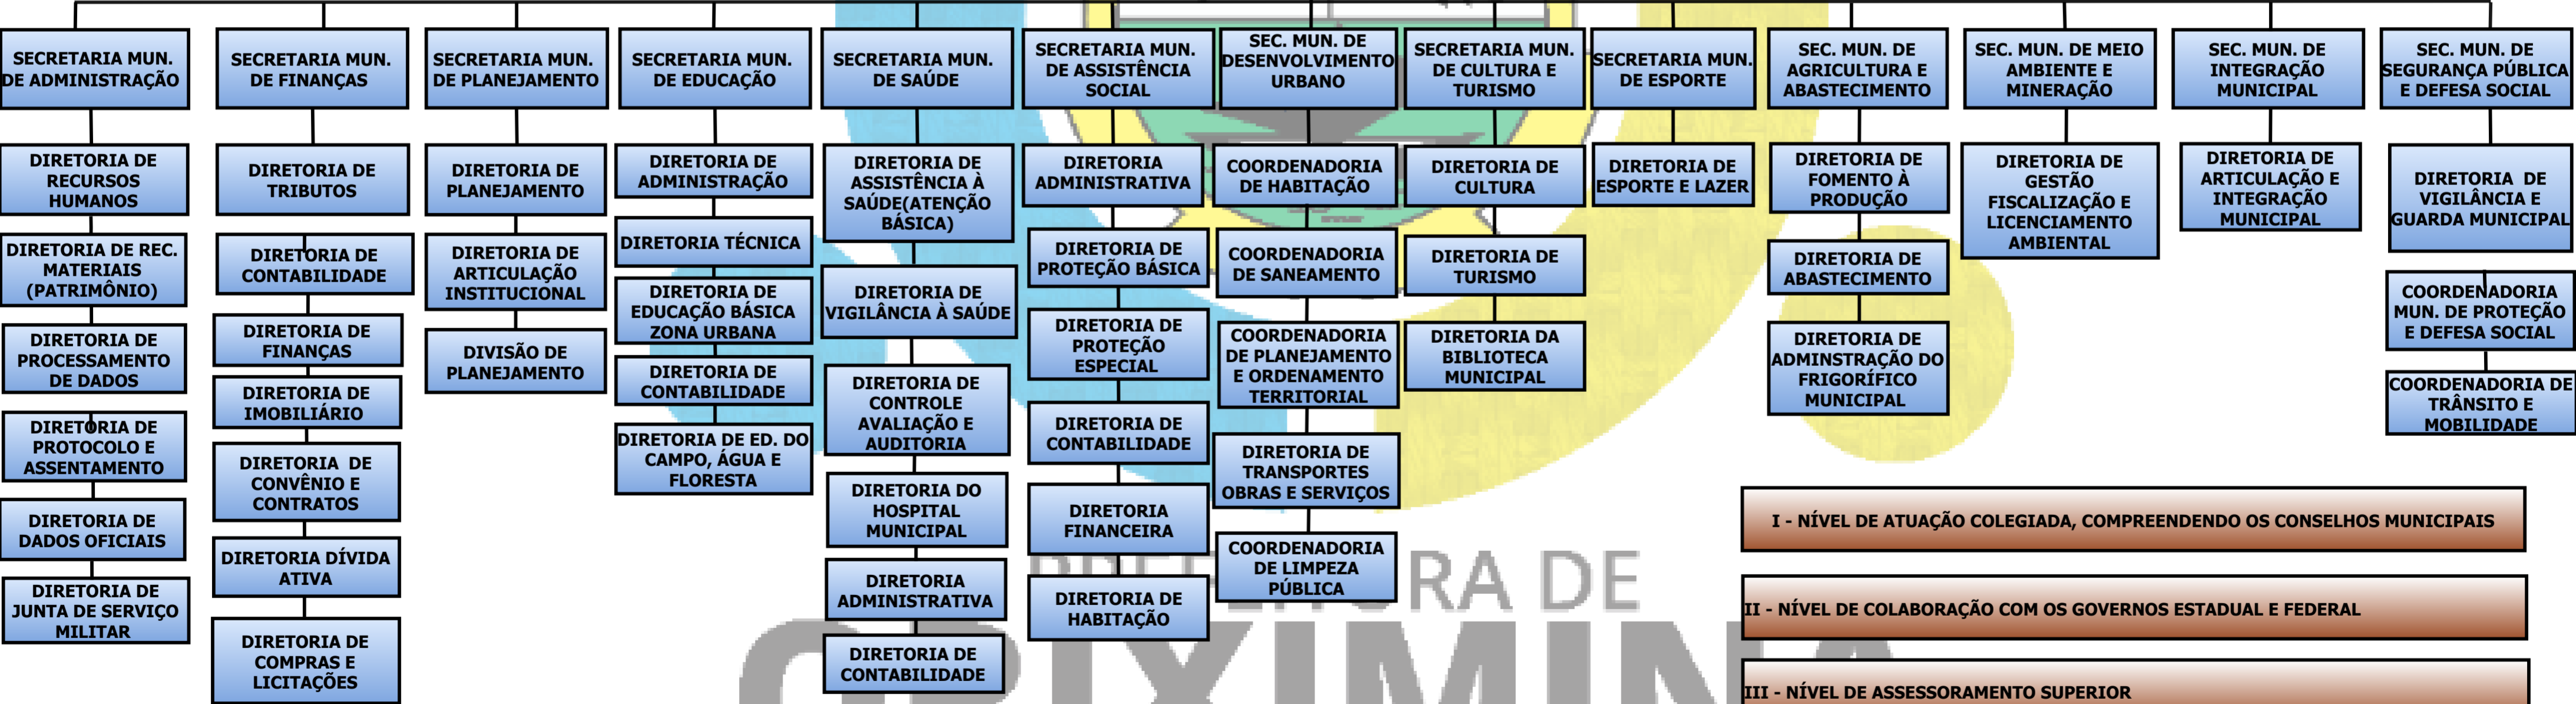 SECRETARIA MUN.
DE ADMINISTRAÇÃO
SECRETARIA MUN.
DE FINANÇAS
SECRETARIA MUN.
DE PLANEJAMENTO
SECRETARIA MUN.
DE EDUCAÇÃO
SECRETARIA MUN.
DE SAÚDE
SECRETARIA MUN.
DE ASSISTÊNCIA
SOCIAL
SEC. MUN. DE
DESENVOLVIMENTO
URBANO
SECRETARIA MUN.
DE CULTURA E
TURISMO
SECRETARIA MUN.
DE ESPORTE
SEC. MUN. DE
AGRICULTURA E
ABASTECIMENTO
SEC. MUN. DE MEIO
AMBIENTE E
MINERAÇÃO
SEC. MUN. DE
INTEGRAÇÃO
MUNICIPAL
SEC. MUN. DE
SEGURANÇA PÚBLICA
E DEFESA SOCIAL
DIRETORIA DE
RECURSOS
HUMANOS
DIRETORIA DE REC.
MATERIAIS
(PATRIMÔNIO)
DIRETORIA DE
PROCESSAMENTO
DE DADOS
DIRETORIA DE
PROTOCOLO E
ASSENTAMENTO
DIRETORIA DE
DADOS OFICIAIS
DIRETORIA DE
JUNTA DE SERVIÇO
MILITAR
DIRETORIA DE
TRIBUTOS
DIRETORIA DE
CONTABILIDADE
DIRETORIA DE
FINANÇAS
DIRETORIA DE
IMOBILIÁRIO
DIRETORIA DE
CONVÊNIO E
CONTRATOS
DIRETORIA DÍVIDA
ATIVA
DIRETORIA DE
COMPRAS E
LICITAÇÕES
DIRETORIA DE
PLANEJAMENTO
DIRETORIA DE
ARTICULAÇÃO
INSTITUCIONAL
DIVISÃO DE
PLANEJAMENTO
DIRETORIA DE
ADMINISTRAÇÃO
DIRETORIA TÉCNICA
DIRETORIA DE
EDUCAÇÃO BÁSICA
ZONA URBANA
DIRETORIA DE
CONTABILIDADE
DIRETORIA DE ED. DO
CAMPO, ÁGUA E
FLORESTA
DIRETORIA DE
ASSISTÊNCIA À
SAÚDE(ATENÇÃO
BÁSICA)
DIRETORIA DE
VIGILÂNCIA À SAÚDE
DIRETORIA DE
CONTROLE
AVALIAÇÃO E
AUDITORIA
DIRETORIA DO
HOSPITAL
MUNICIPAL
DIRETORIA
ADMINISTRATIVA
DIRETORIA DE
CONTABILIDADE
DIRETORIA
ADMINISTRATIVA
DIRETORIA DE
PROTEÇÃO BÁSICA
DIRETORIA DE
PROTEÇÃO
ESPECIAL
DIRETORIA DE
CONTABILIDADE
DIRETORIA
FINANCEIRA
DIRETORIA DE
HABITAÇÃO
COORDENADORIA
DE HABITAÇÃO
COORDENADORIA
DE SANEAMENTO
COORDENADORIA
DE PLANEJAMENTO
E ORDENAMENTO
TERRITORIAL
DIRETORIA DE
TRANSPORTES
OBRAS E SERVIÇOS
COORDENADORIA
DE LIMPEZA
PÚBLICA
DIRETORIA DE
CULTURA
DIRETORIA DE
TURISMO
DIRETORIA DA
BIBLIOTECA
MUNICIPAL
DIRETORIA DE
ESPORTE E LAZER
DIRETORIA DE
FOMENTO À
PRODUÇÃO
DIRETORIA DE
ABASTECIMENTO
DIRETORIA DE
ADMINSTRAÇÃO DO
FRIGORÍFICO
MUNICIPAL
DIRETORIA DE
GESTÃO
FISCALIZAÇÃO E
LICENCIAMENTO
AMBIENTAL
DIRETORIA DE
ARTICULAÇÃO E
INTEGRAÇÃO
MUNICIPAL
DIRETORIA DE
VIGILÂNCIA E
GUARDA MUNICIPAL
COORDENADORIA
MUN. DE PROTEÇÃO
E DEFESA SOCIAL
COORDENADORIA DE
TRÂNSITO E
MOBILIDADE
I - NÍVEL DE ATUAÇÃO COLEGIADA, COMPREENDENDO OS CONSELHOS MUNICIPAIS
II - NÍVEL DE COLABORAÇÃO COM OS GOVERNOS ESTADUAL E FEDERAL
III - NÍVEL DE ASSESSORAMENTO SUPERIOR
DE